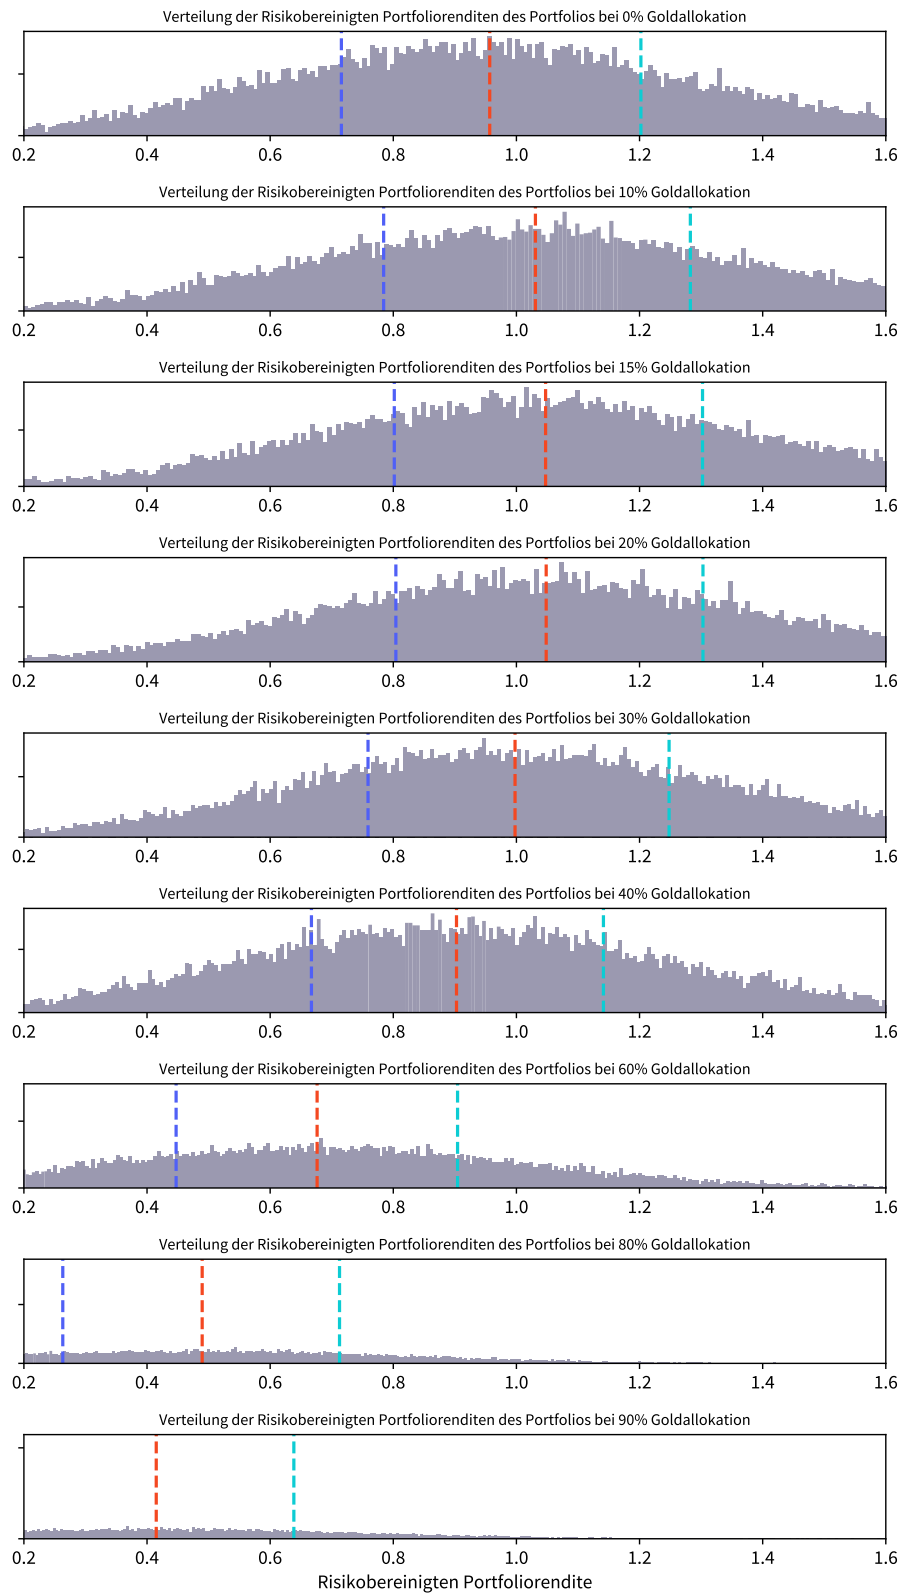 Verteilung der Risikobereinigten Portfoliorenditen des Portfolios bei 0% Goldallokation
0.2 0.4 0.6 0.8 1.0 1.2 1.4 1.6
Verteilung der Risikobereinigten Portfoliorenditen des Portfolios bei 10% Goldallokation
0.2 0.4 0.6 0.8 1.0 1.2 1.4 1.6
Verteilung der Risikobereinigten Portfoliorenditen des Portfolios bei 15% Goldallokation
0.2 0.4 0.6 0.8 1.0 1.2 1.4 1.6
Verteilung der Risikobereinigten Portfoliorenditen des Portfolios bei 20% Goldallokation
0.2 0.4 0.6 0.8 1.0 1.2 1.4 1.6
Verteilung der Risikobereinigten Portfoliorenditen des Portfolios bei 30% Goldallokation
0.2 0.4 0.6 0.8 1.0 1.2 1.4 1.6
Verteilung der Risikobereinigten Portfoliorenditen des Portfolios bei 40% Goldallokation
0.2 0.4 0.6 0.8 1.0 1.2 1.4 1.6
Verteilung der Risikobereinigten Portfoliorenditen des Portfolios bei 60% Goldallokation
0.2 0.4 0.6 0.8 1.0 1.2 1.4 1.6
Verteilung der Risikobereinigten Portfoliorenditen des Portfolios bei 80% Goldallokation
0.2 0.4 0.6 0.8 1.0 1.2 1.4 1.6
Verteilung der Risikobereinigten Portfoliorenditen des Portfolios bei 90% Goldallokation
0.2 0.4 0.6 0.8 1.0 1.2 1.4 1.6
Risikobereinigten Portfoliorendite